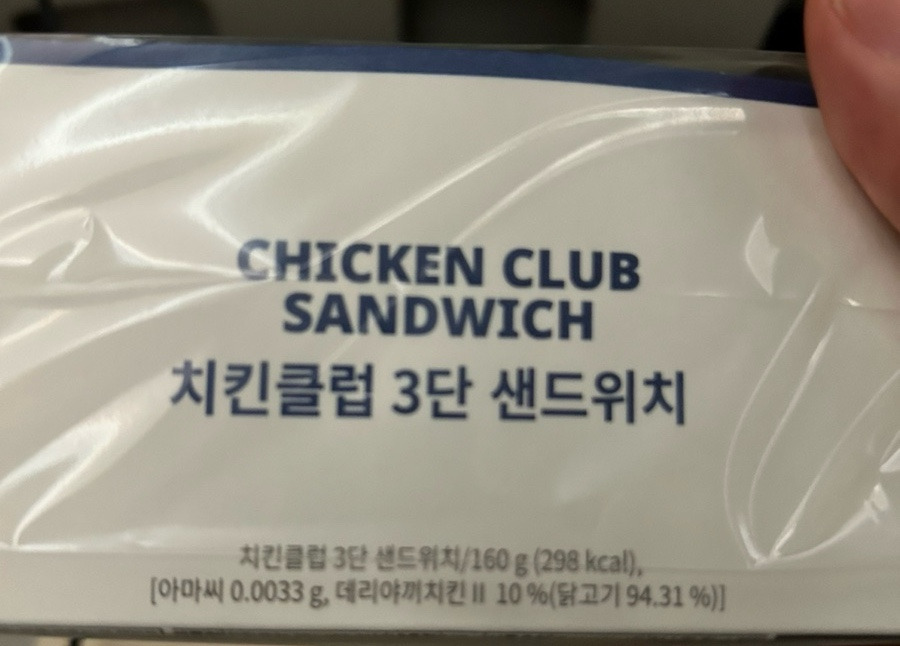 CHICKEN CLUB
SANDWICH
치킨클럽 3단 샌드위치
치킨클럽 3단 샌드위치/160 g (298 kcal),
[아마씨 0.0033 g, 데리야끼치킨Ⅱ 10 %(닭고기 94.31 %)]